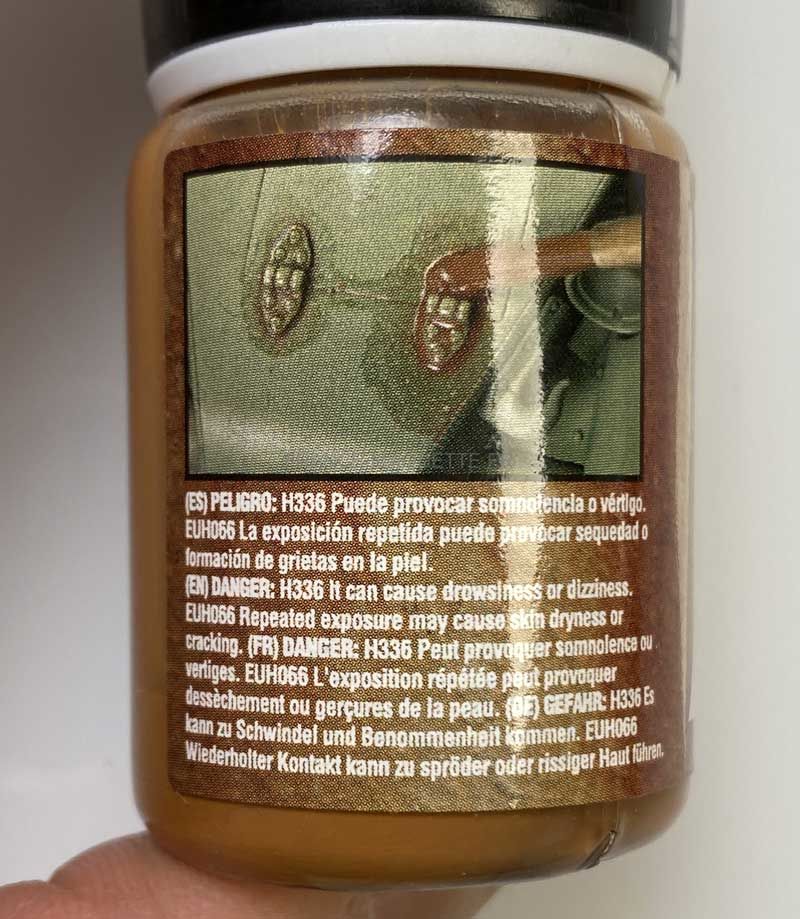 (ES) PELIGRO: H336 Puede provocar somnolencia o vértigo.
EUH066 La exposición repetida puede provocar sequedad o
formación de grietas en la piel.
(EN) DANGER: H336 It can cause drowsiness or dizziness.
EUH066 Repeated exposure may cause skin dryness or
cracking. (FR) DANGER: H336 Peut provoquer somnolence ou
vertiges. EUH066 L'exposition répétée peut provoquer
dessèchement ou gerçures de la peau. (DE) GEFAHR: H336 Es
kann zu Schwindel und Benommenheit kommen. EUH066
Wiederholter Kontakt kann zu spröder oder rissiger Haut führen.